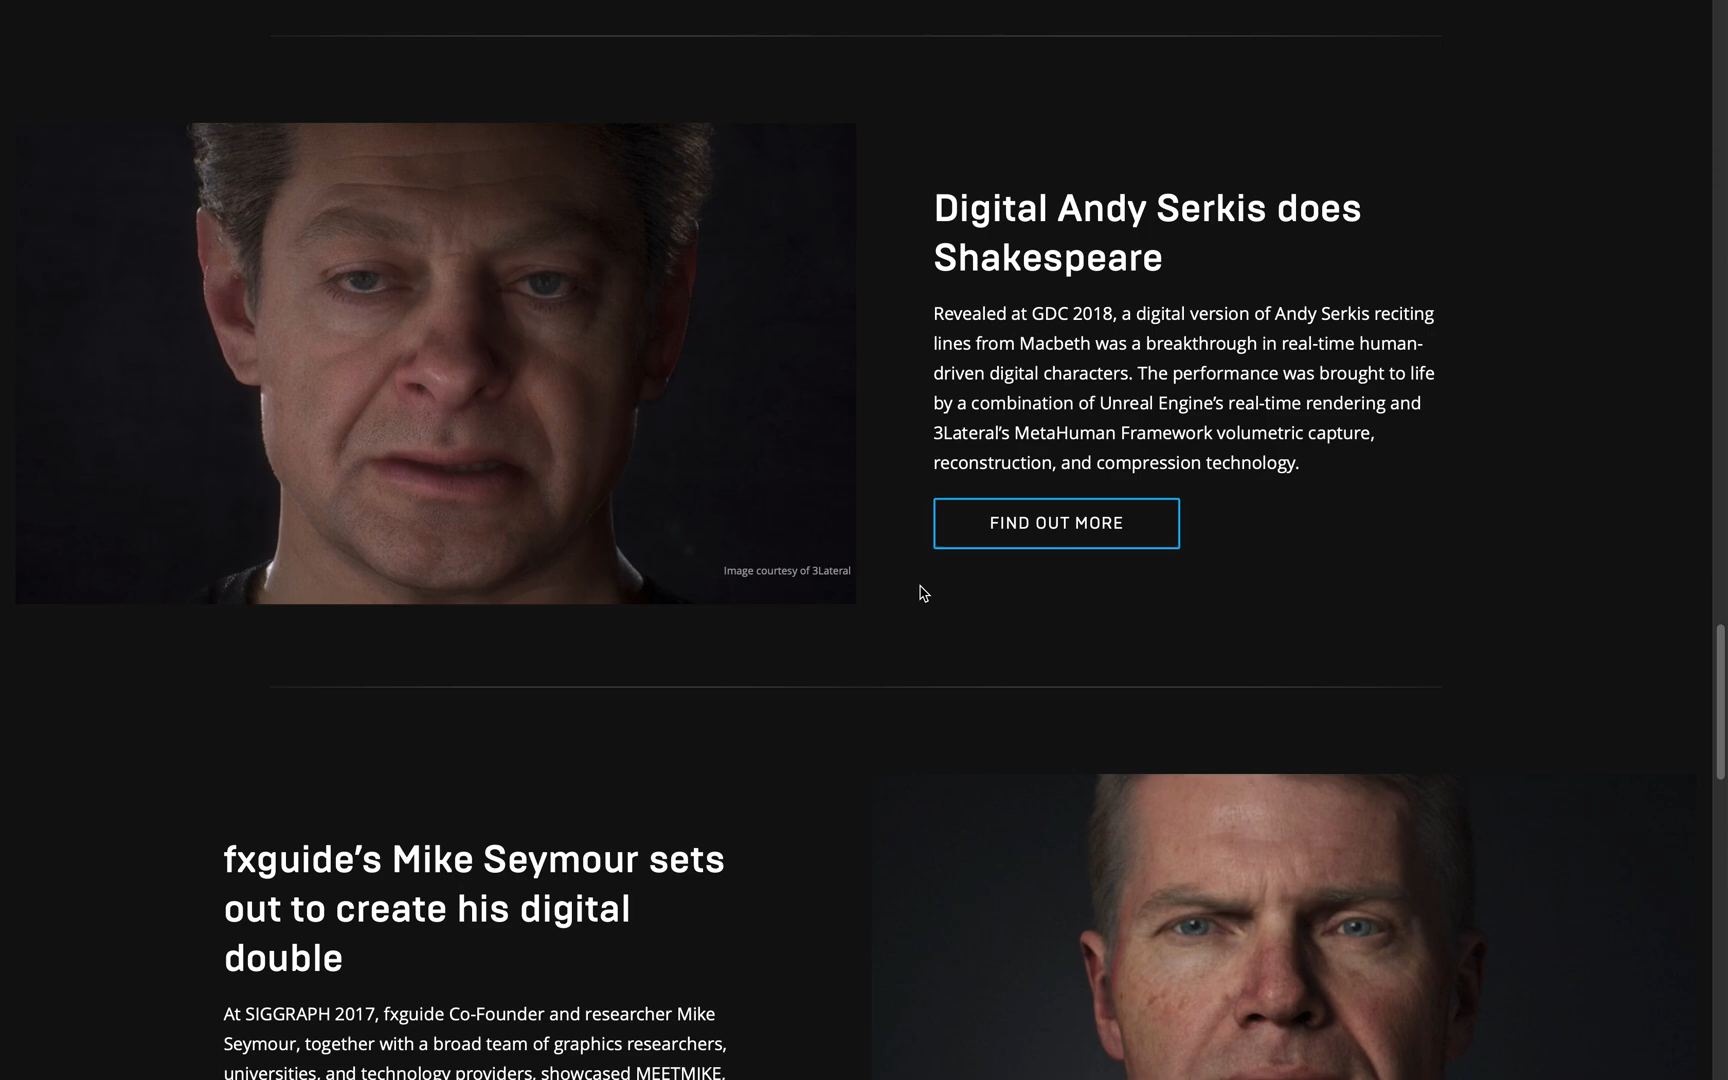 Digital Andy Serkis does
Shakespeare
Revealed at GDC 2018, a digital version of Andy Serkis reciting
lines from Macbeth was a breakthrough in real-time human-
driven digital characters. The performance was brought to life
by a combination of Unreal Engine’s real-time rendering and
3Lateral’s MetaHuman Framework volumetric capture,
reconstruction, and compression technology.
FIND OUT MORE
Image courtesy of 3Lateral
fxguide’s Mike Seymour sets
out to create his digital
double
At SIGGRAPH 2017, fxguide Co-Founder and researcher Mike
Seymour, together with a broad team of graphics researchers,
universities, and technology providers, showcased MEETMIKE,